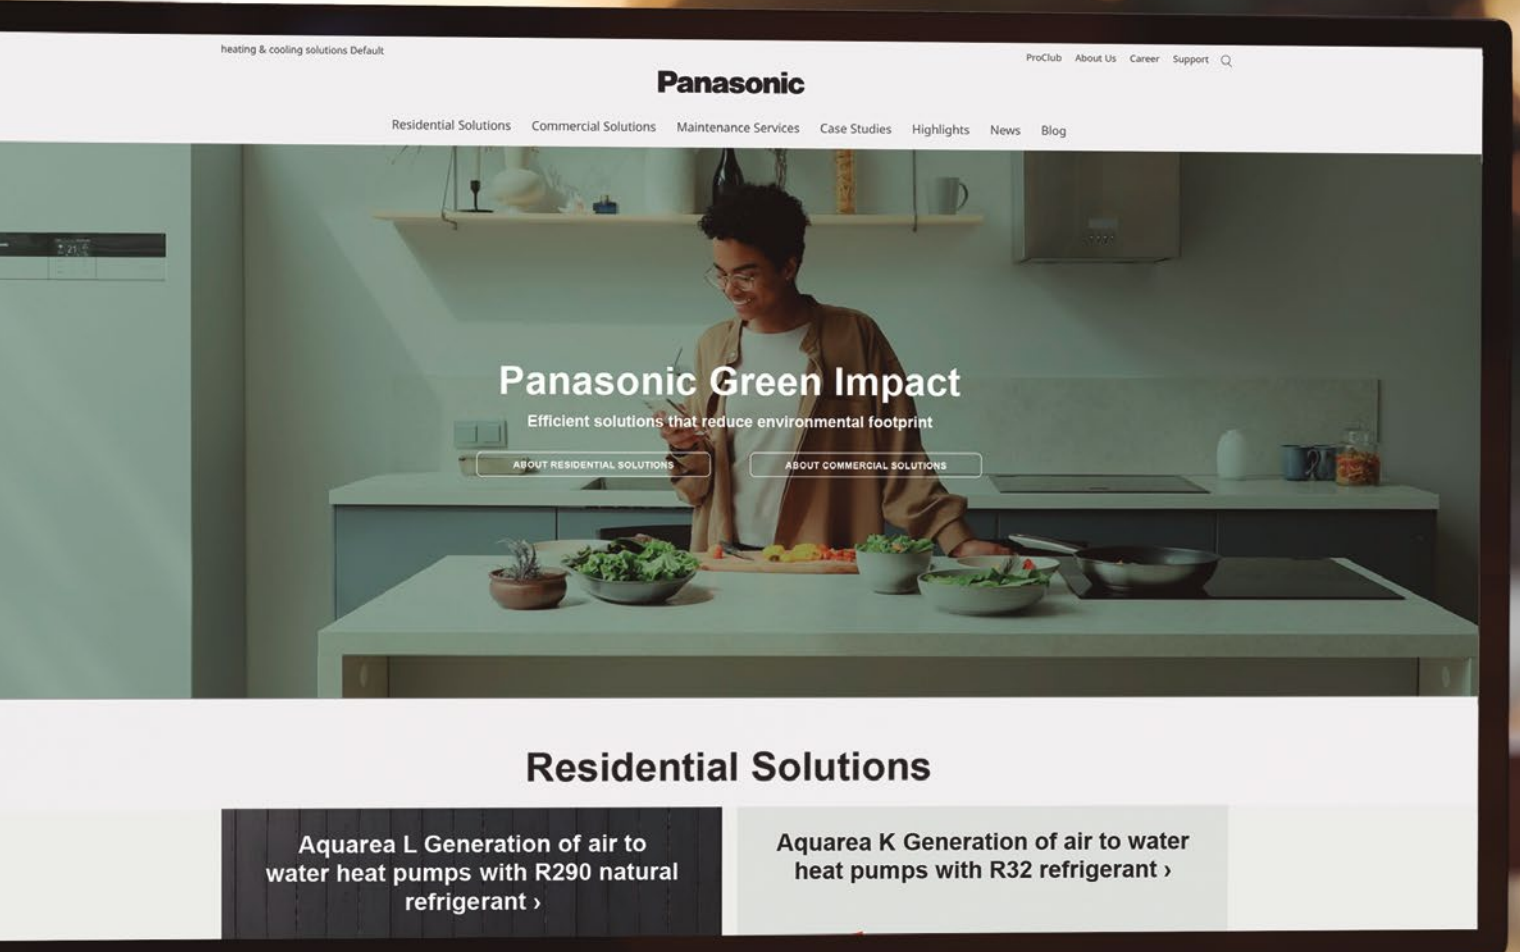 heating & cooling solutions Default
ProClub About Us Career Support
Panasonic
Residential Solutions Commercial Solutions Maintenance Services Case Studies Highlights News Blog
Panasonic Green Impact
Efficient solutions that reduce environmental footprint
ABOUT RESIDENTIAL SOLUTIONS ABOUT COMMERCIAL SOLUTIONS
Residential Solutions
Aquarea L Generation of air to
water heat pumps with R290 natural
refrigerant ›
Aquarea K Generation of air to water
heat pumps with R32 refrigerant ›